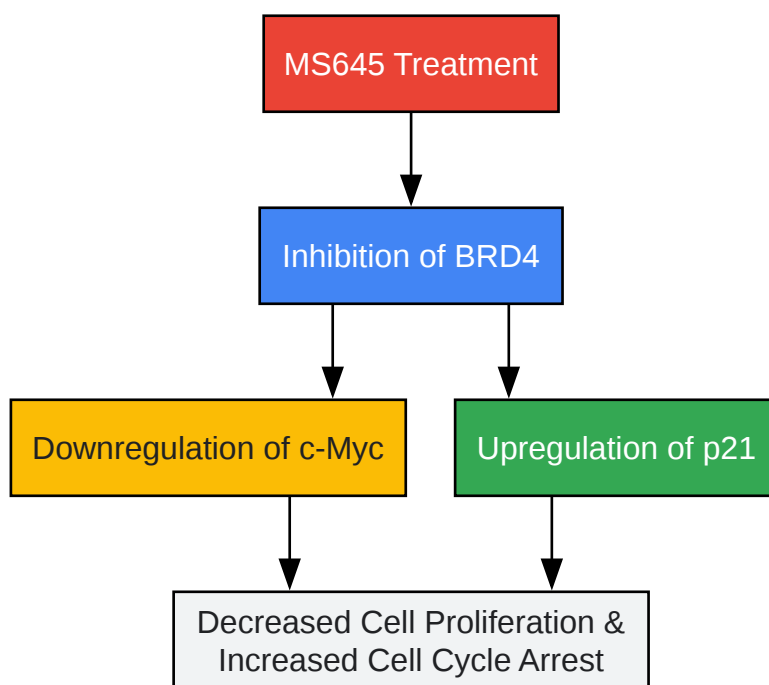 MS645 Treatment
Inhibition of BRD4
Downregulation of c-Myc
Upregulation of p21
Decreased Cell Proliferation &
Increased Cell Cycle Arrest